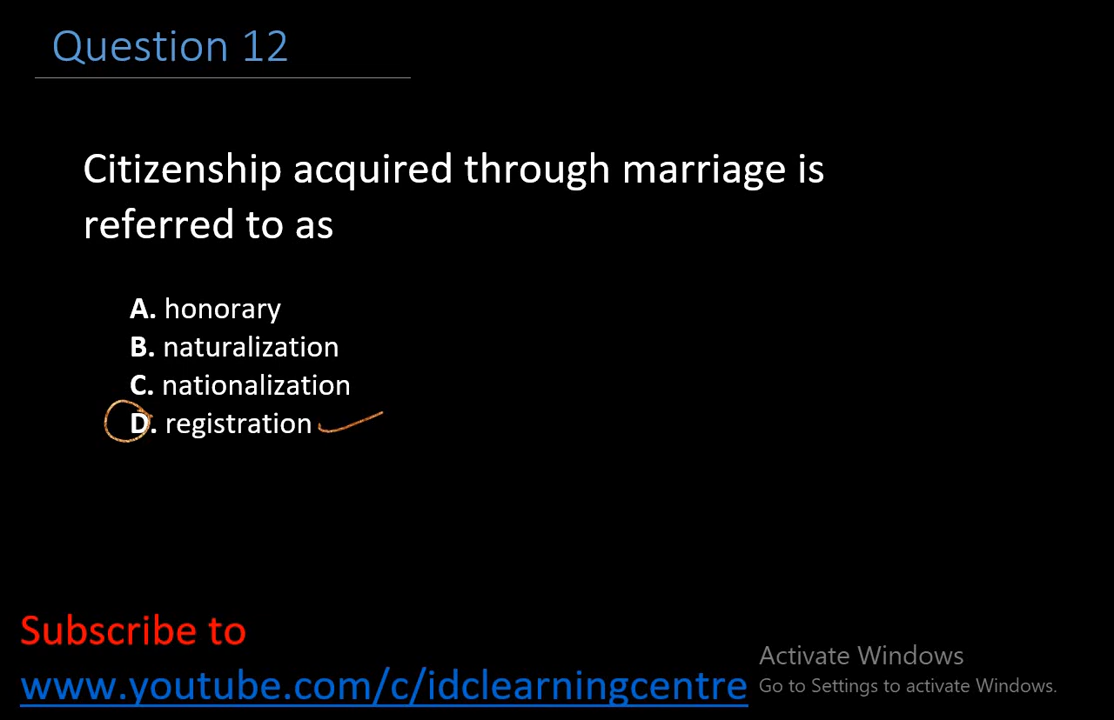 Question 12
Citizenship acquired through marriage is
referred to as
A. honorary
B. naturalization
C. nationalization
D. registration
Subscribe to
www.youtube.com/c/idclearningcentre
Activate Windows
Go to Settings to activate Windows.